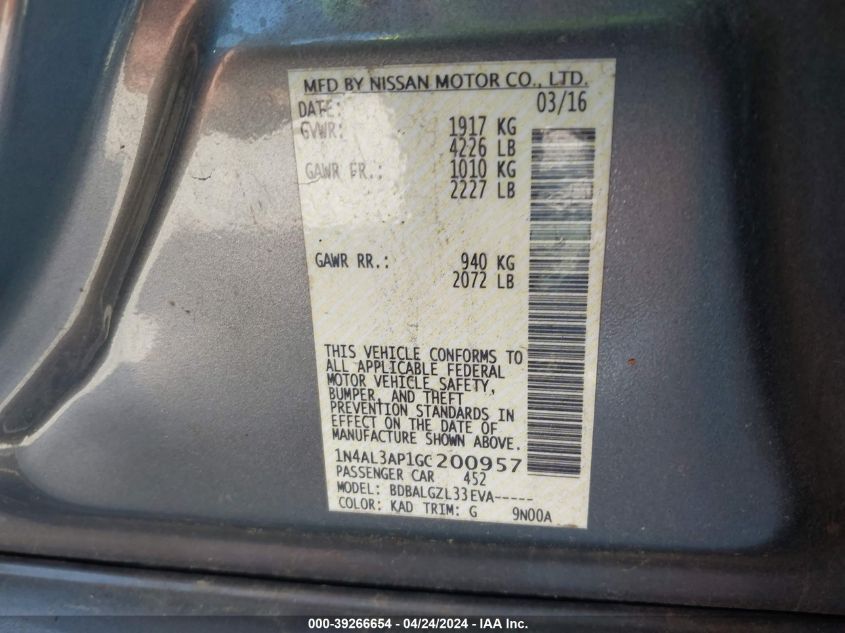 MFD BY NISSAN MOTOR CO., LTD.
DATE: 03/16
GVWR: 1917 KG
4226 LB
GAWR FR.: 1010 KG
2227 LB
GAWR RR.: 940 KG
2072 LB
THIS VEHICLE CONFORMS TO
ALL APPLICABLE FEDERAL
MOTOR VEHICLE SAFETY,
BUMPER, AND THEFT
PREVENTION STANDARDS IN
EFFECT ON THE DATE OF
MANUFACTURE SHOWN ABOVE.
1N4AL3AP1GC200957
PASSENGER CAR 452
MODEL: BDBALGZL33EVA-----
COLOR: KAD TRIM: G 9N00A
000-39266654 - 04/24/2024 - IAA Inc.